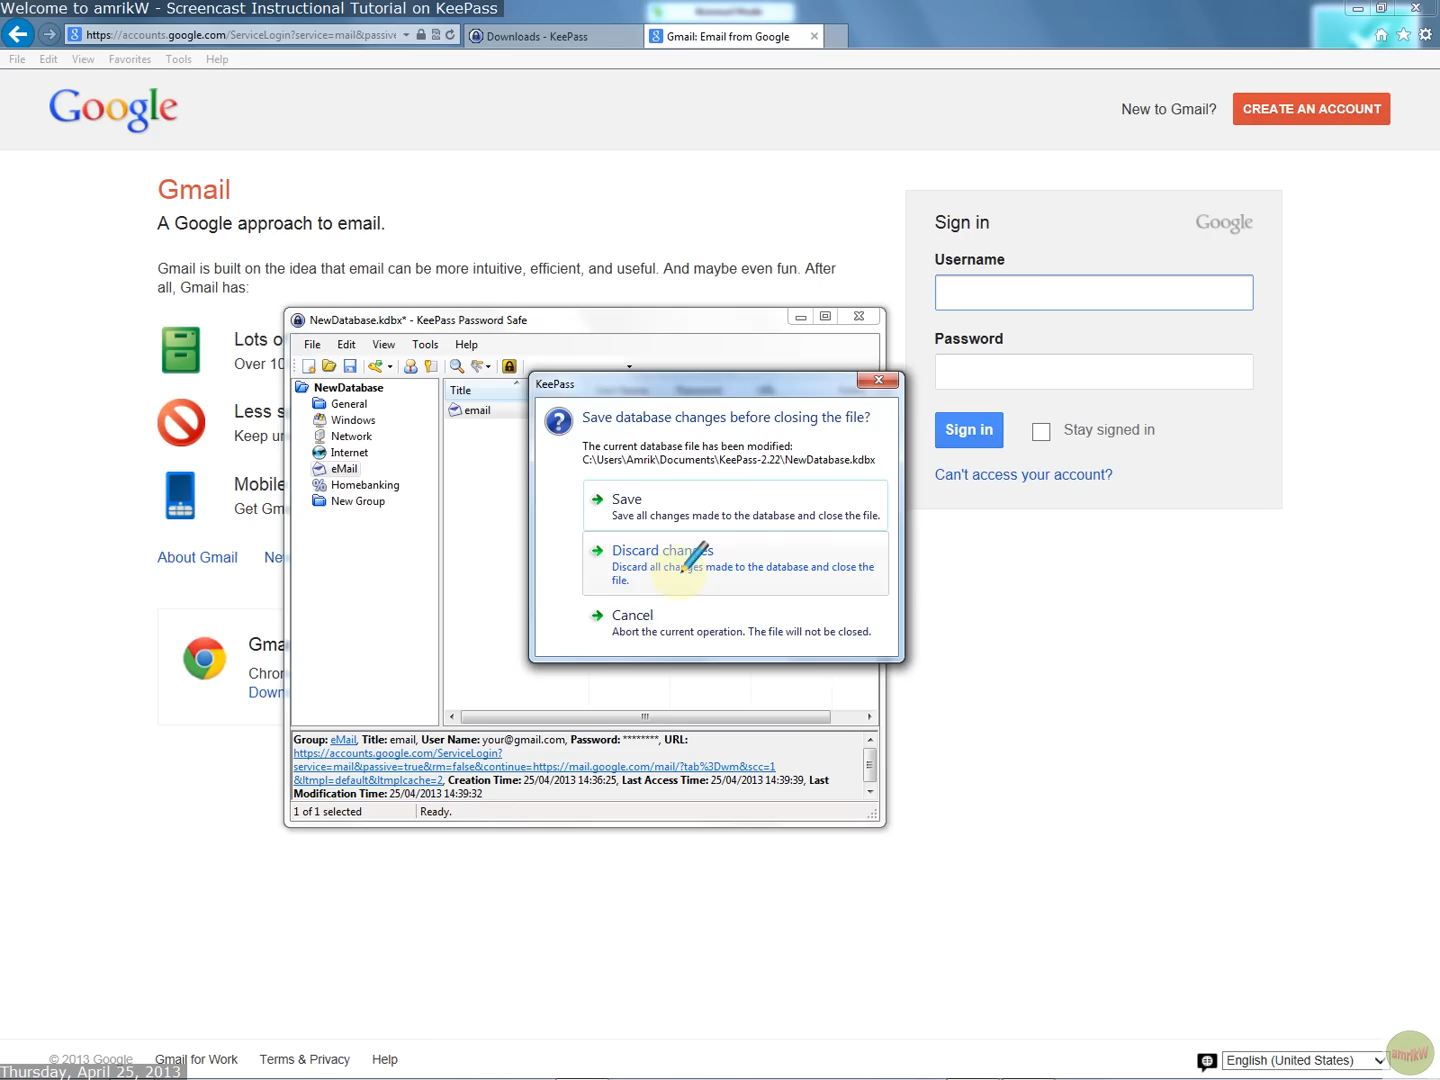 Welcome to amrikW - Screencast Instructional Tutorial on KeePass
https://accounts.google.com/ServiceLogin?service=mail&passive
Downloads - KeePass
Gmail: Email from Google
File Edit View Favorites Tools Help
Google
New to Gmail?
CREATE AN ACCOUNT
Gmail
A Google approach to email.
Gmail is built on the idea that email can be more intuitive, efficient, and useful. And maybe even fun. After
all, Gmail has:
Lots o
Over 10
Less s
Keep un
Mobile
Get Gm
About Gmail Ne
Gma
Chron
Down
Sign in
Google
Username
Password
Sign in
Stay signed in
Can't access your account?
NewDatabase.kdbx* - KeePass Password Safe
File Edit View Tools Help
NewDatabase
General
Windows
Network
Internet
eMail
Homebanking
New Group
Title
email
KeePass
Save database changes before closing the file?
The current database file has been modified:
C:\Users\Amrik\Documents\KeePass-2.22\NewDatabase.kdbx
Save
Save all changes made to the database and close the file.
Discard changes
Discard all changes made to the database and close the
file.
Cancel
Abort the current operation. The file will not be closed.
Group: eMail, Title: email, User Name: your@gmail.com, Password: ********, URL:
https://accounts.google.com/ServiceLogin?
service=mail&passive=true&rm=false&continue=https://mail.google.com/mail/?tab%3Dwm&scc=1
&ltmpl=default&ltmplcache=2, Creation Time: 25/04/2013 14:36:25, Last Access Time: 25/04/2013 14:39:39, Last
Modification Time: 25/04/2013 14:39:32
1 of 1 selected
Ready.
© 2013 Google
Gmail for Work
Terms & Privacy
Help
English (United States)
amrikW
Thursday, April 25, 2013